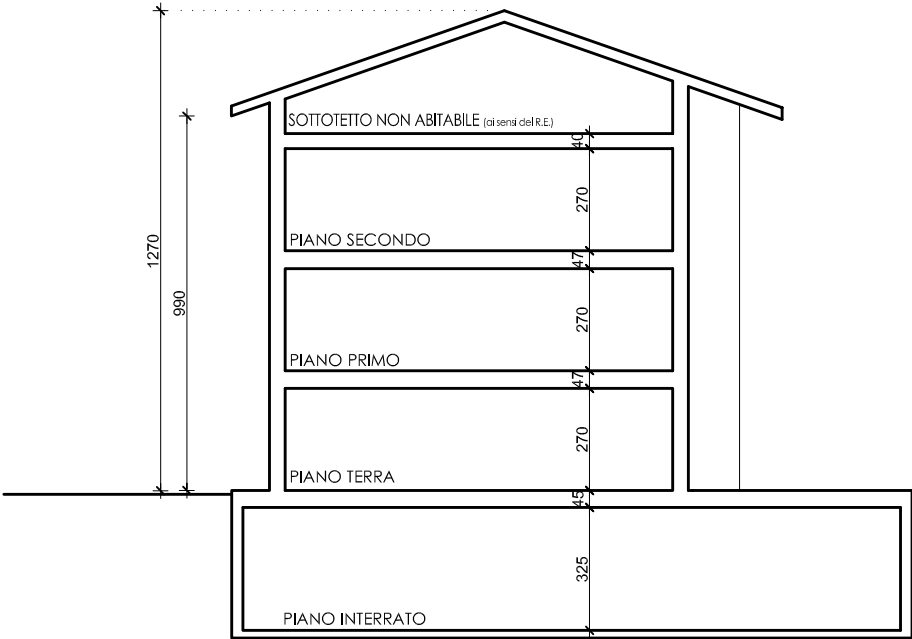 SOTTOTETTO NON ABITABILE (ai sensi del R.E.)
40
270
PIANO SECONDO
47
1270
990
270
PIANO PRIMO
47
270
PIANO TERRA
45
325
PIANO INTERRATO